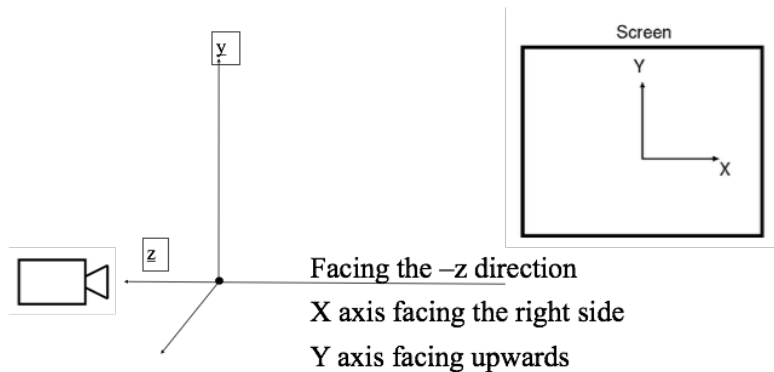 Screen
y
Y
X
z
Facing the –z direction
X axis facing the right side
Y axis facing upwards